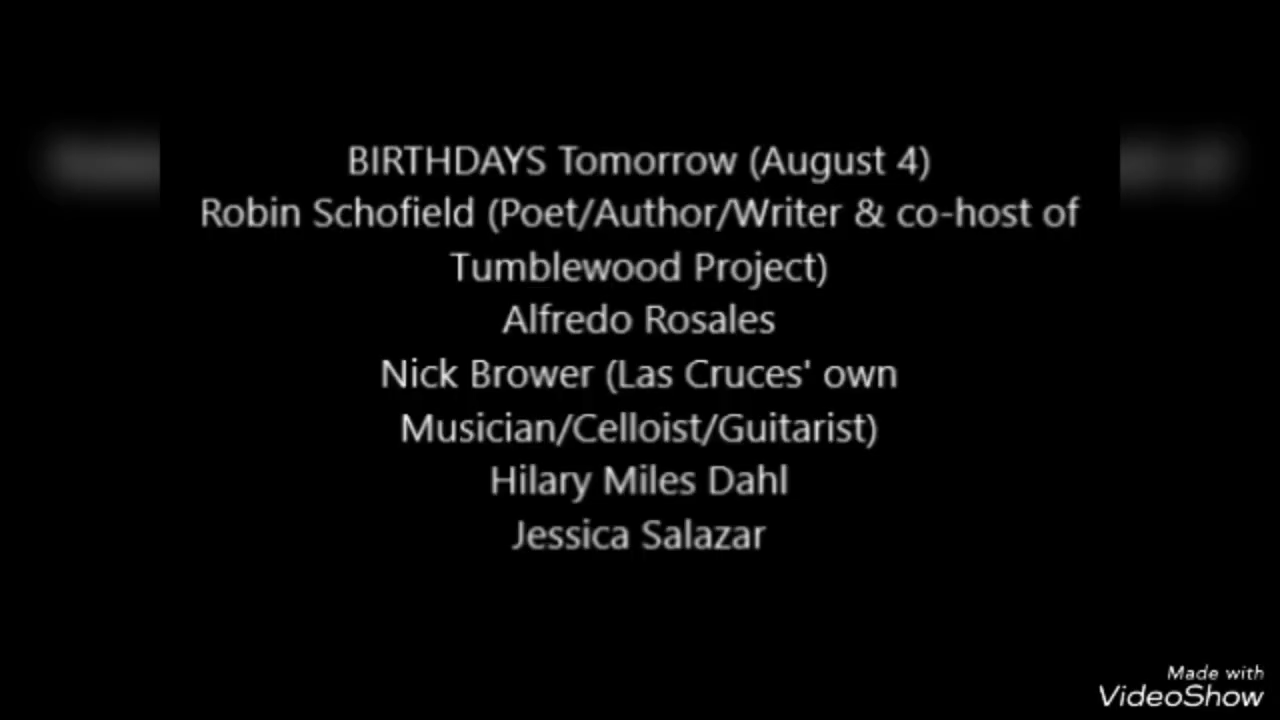 BIRTHDAYS Tomorrow (August 4)
Robin Schofield (Poet/Author/Writer & co-host of
Tumblewood Project)
Alfredo Rosales
Nick Brower (Las Cruces' own
Musician/Celloist/Guitarist)
Hilary Miles Dahl
Jessica Salazar
Made with
VideoShow